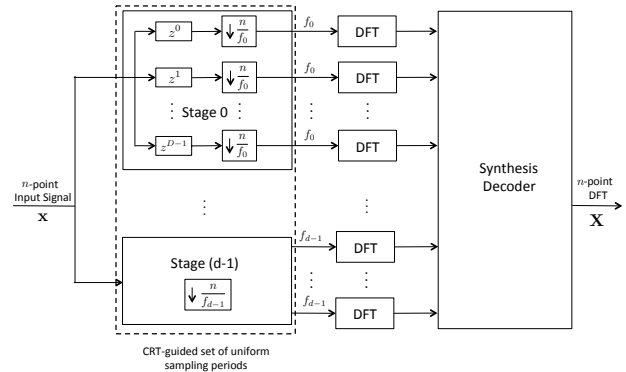 z^0 ↓ n/f_0 f_0 DFT
z^1 ↓ n/f_0 f_0 DFT
⋮ Stage 0 ⋮ ⋮ ⋮
z^{D−1} ↓ n/f_0 f_0 DFT
Synthesis
Decoder
n-point
Input Signal
x
n-point
DFT
X
⋮ ⋮
Stage (d-1)
↓ n/f_{d−1}
f_{d−1} DFT
⋮ ⋮
f_{d−1} DFT
CRT-guided set of uniform
sampling periods